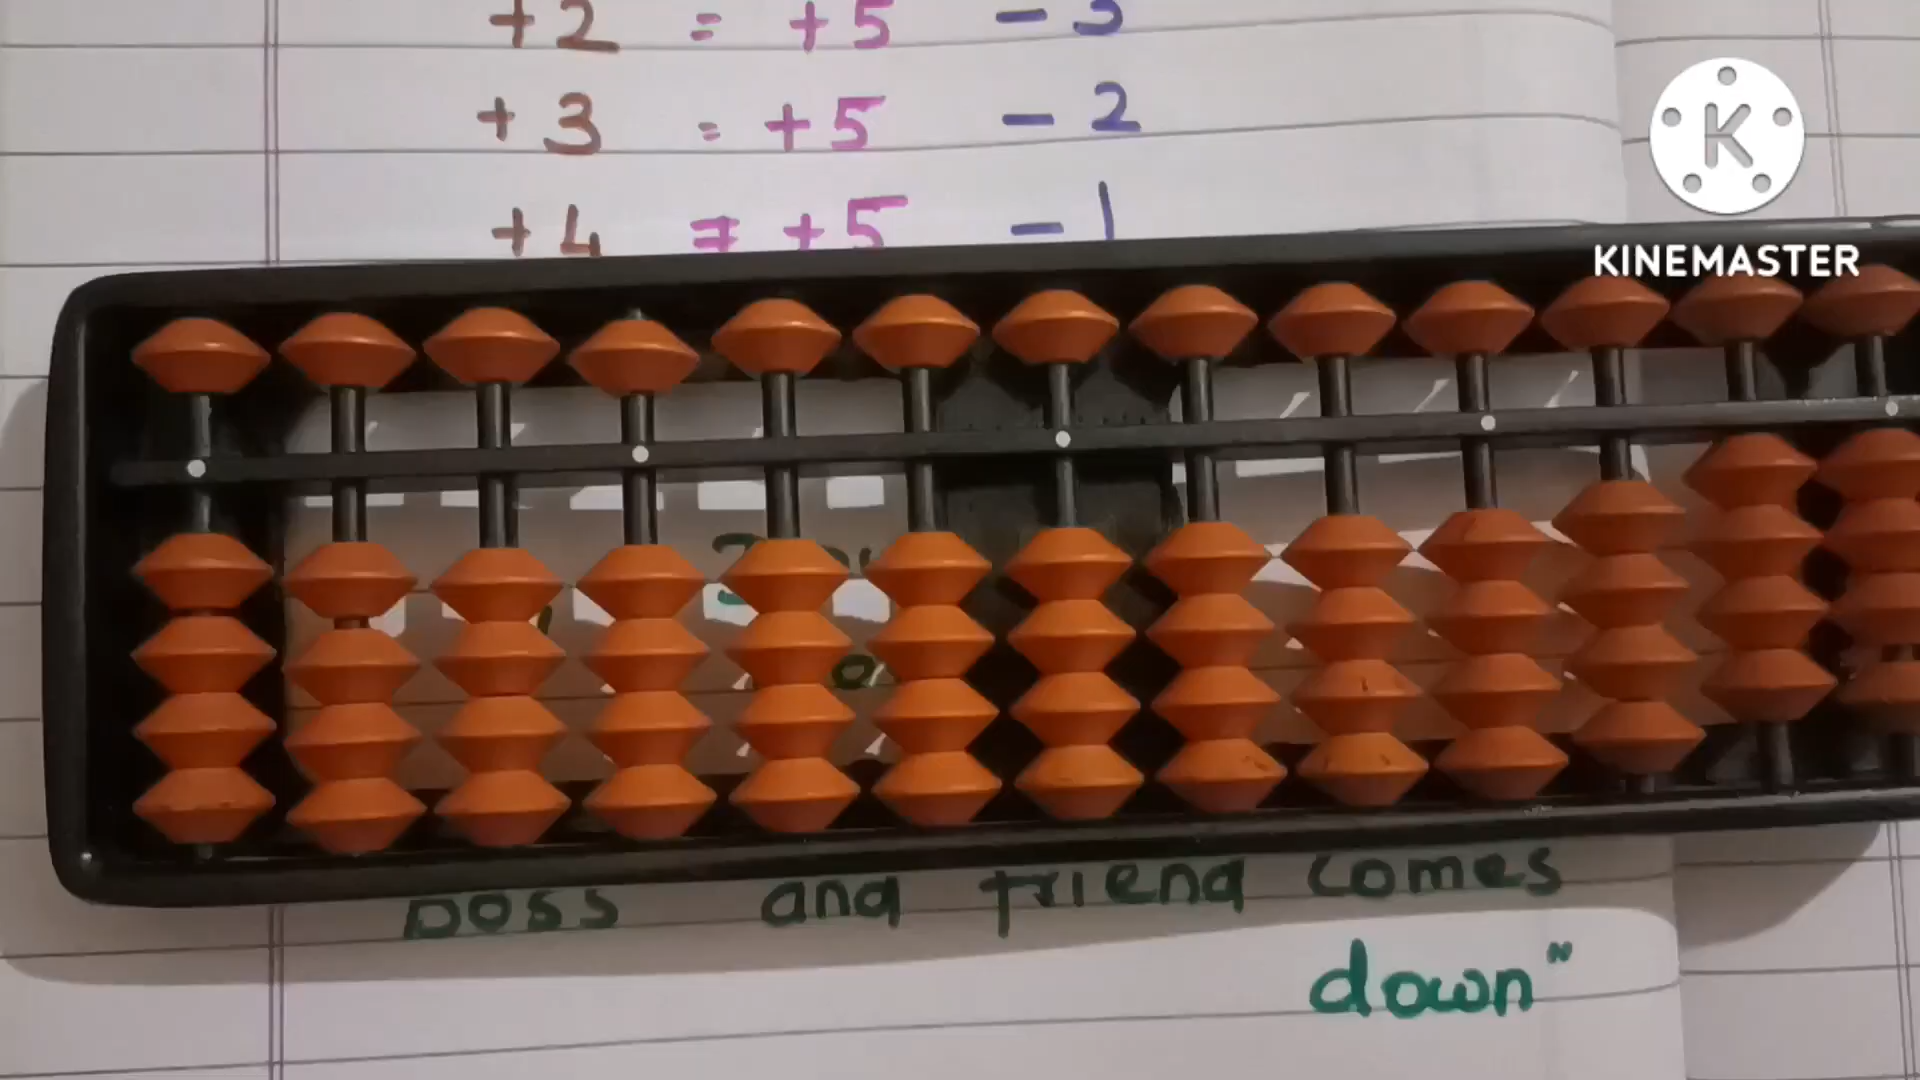 +2 = +5 - 3
+3 = +5 - 2
+4 = +5 - 1
KINEMASTER
Boss and friend comes
down"